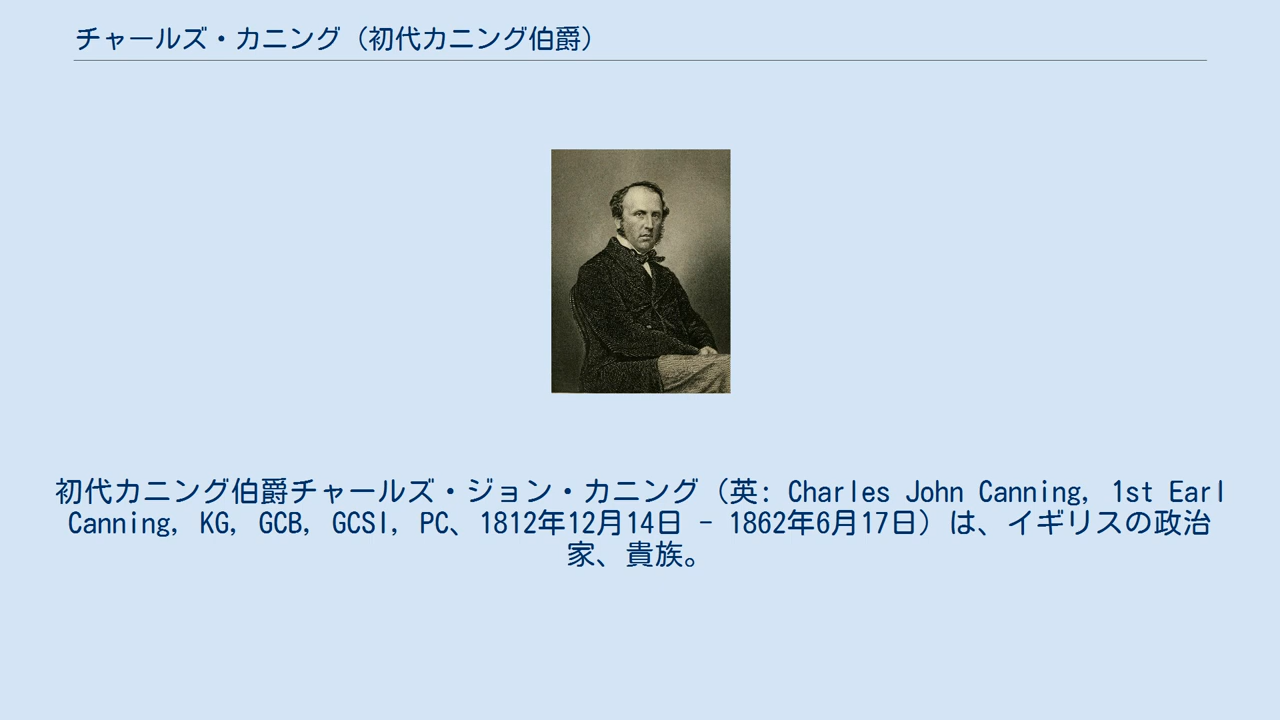 チャールズ・カニング（初代カニング伯爵）
初代カニング伯爵チャールズ・ジョン・カニング（英: Charles John Canning, 1st Earl
Canning, KG, GCB, GCSI, PC、1812年12月14日 - 1862年6月17日）は、イギリスの政治
家、貴族。